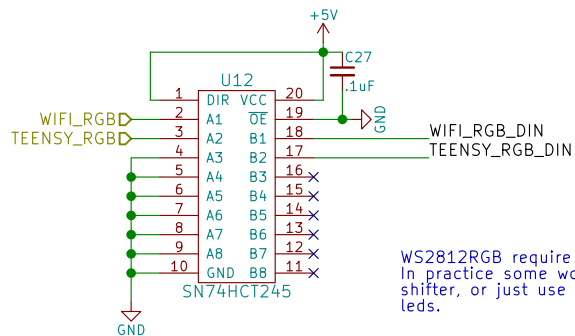 +5V
C27
.1uF
U12
1 DIR VCC 20
WIFI_RGB 2 A1 OE 19 GND
TEENSY_RGB 3 A2 B1 18 WIFI_RGB_DIN
4 A3 B2 17 TEENSY_RGB_DIN
5 A4 B3 16
6 A5 B4 15
7 A6 B5 14
8 A7 B6 13
9 A8 B7 12
10 GND B8 11
SN74HCT245
GND
WS2812RGB require
In practice some wo
shifter, or just use
leds.